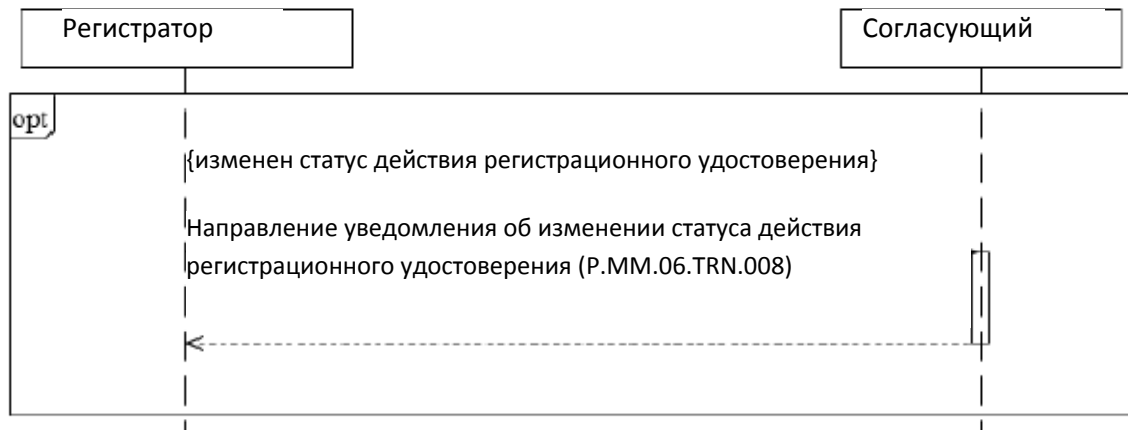 Регистратор
Согласующий
opt
{изменен статус действия регистрационного удостоверения}
Направление уведомления об изменении статуса действия
регистрационного удостоверения (P.MM.06.TRN.008)